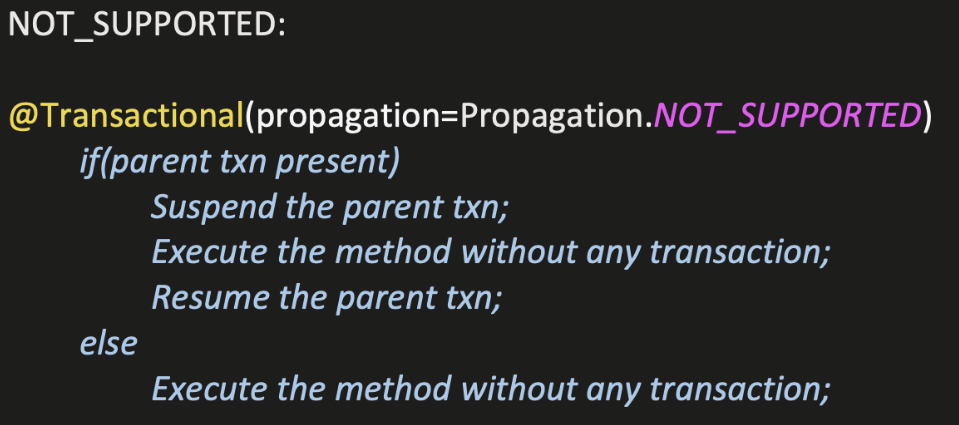 NOT_SUPPORTED:
@Transactional(propagation=Propagation.NOT_SUPPORTED)
if(parent txn present)
Suspend the parent txn;
Execute the method without any transaction;
Resume the parent txn;
else
Execute the method without any transaction;